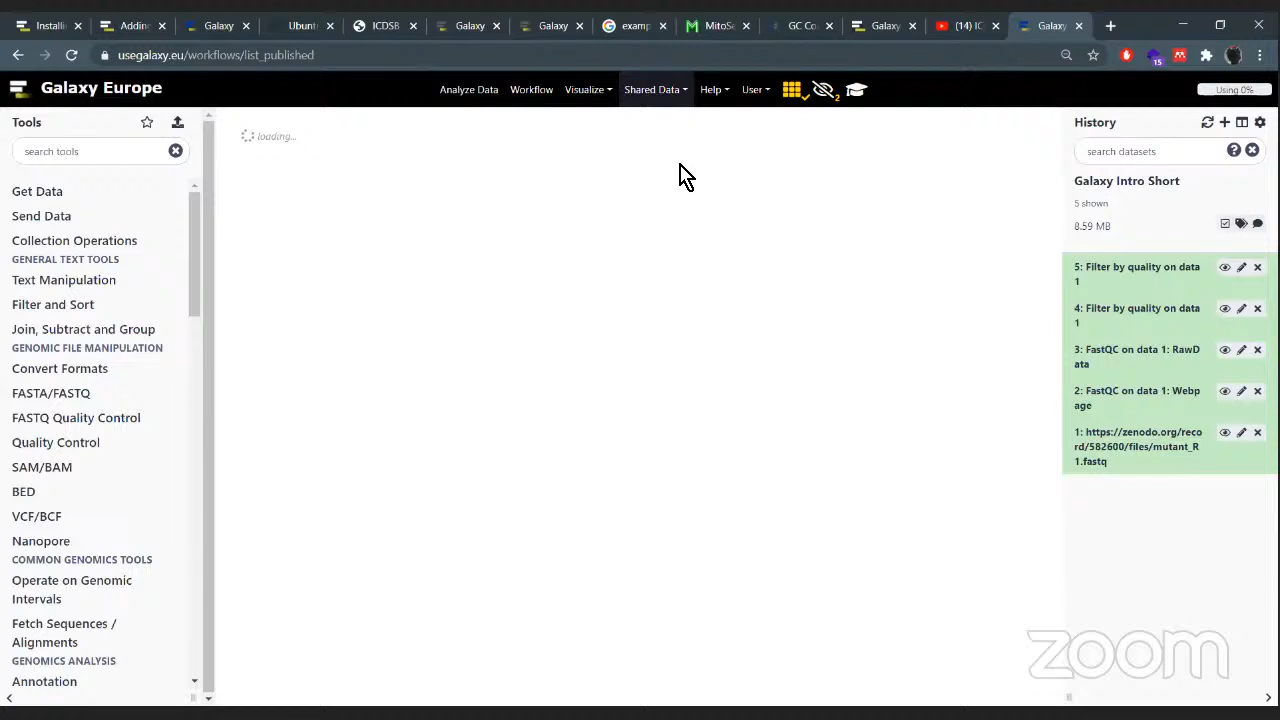 Installi
Addin
Galaxy
Ubunt
ICDSB
Galaxy
Galaxy
examp
MitoSe
GC Co
Galaxy
(14) IC
Galaxy
usegalaxy.eu/workflows/list_published
15
Galaxy Europe
Analyze Data
Workflow
Visualize
Shared Data
Help
User
2
Using 0%
Tools
search tools
Get Data
Send Data
Collection Operations
GENERAL TEXT TOOLS
Text Manipulation
Filter and Sort
Join, Subtract and Group
GENOMIC FILE MANIPULATION
Convert Formats
FASTA/FASTQ
FASTQ Quality Control
Quality Control
SAM/BAM
BED
VCF/BCF
Nanopore
COMMON GENOMICS TOOLS
Operate on Genomic
Intervals
Fetch Sequences /
Alignments
GENOMICS ANALYSIS
Annotation
loading...
History
search datasets
Galaxy Intro Short
5 shown
8.59 MB
5: Filter by quality on data
1
4: Filter by quality on data
1
3: FastQC on data 1: RawD
ata
2: FastQC on data 1: Webp
age
1: https://zenodo.org/reco
rd/582600/files/mutant_R
1.fastq
zoom